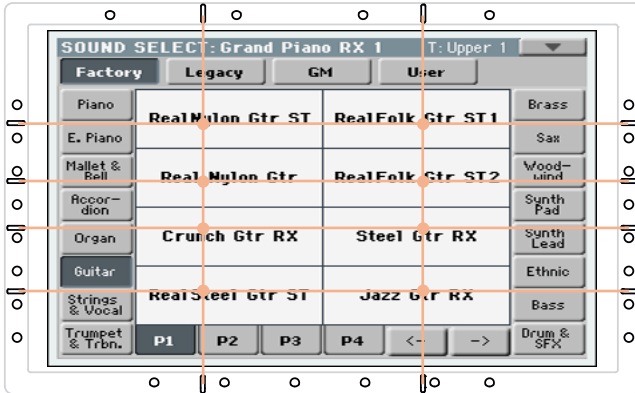 SOUND SELECT: Grand Piano RX 1 T: Upper 1
Factory Legacy GM User
Piano RealNylon Gtr ST RealFolk Gtr ST1 Brass
E. Piano Sax
Mallet & Bell Real Nylon Gtr RealFolk Gtr ST2 Wood-wind
Accor-dion Synth Pad
Organ Crunch Gtr RX Steel Gtr RX Synth Lead
Guitar Ethnic
Strings & Vocal RealSteel Gtr ST Jazz Gtr RX Bass
Trumpet & Trbn. P1 P2 P3 P4 <- -> Drum & SFX